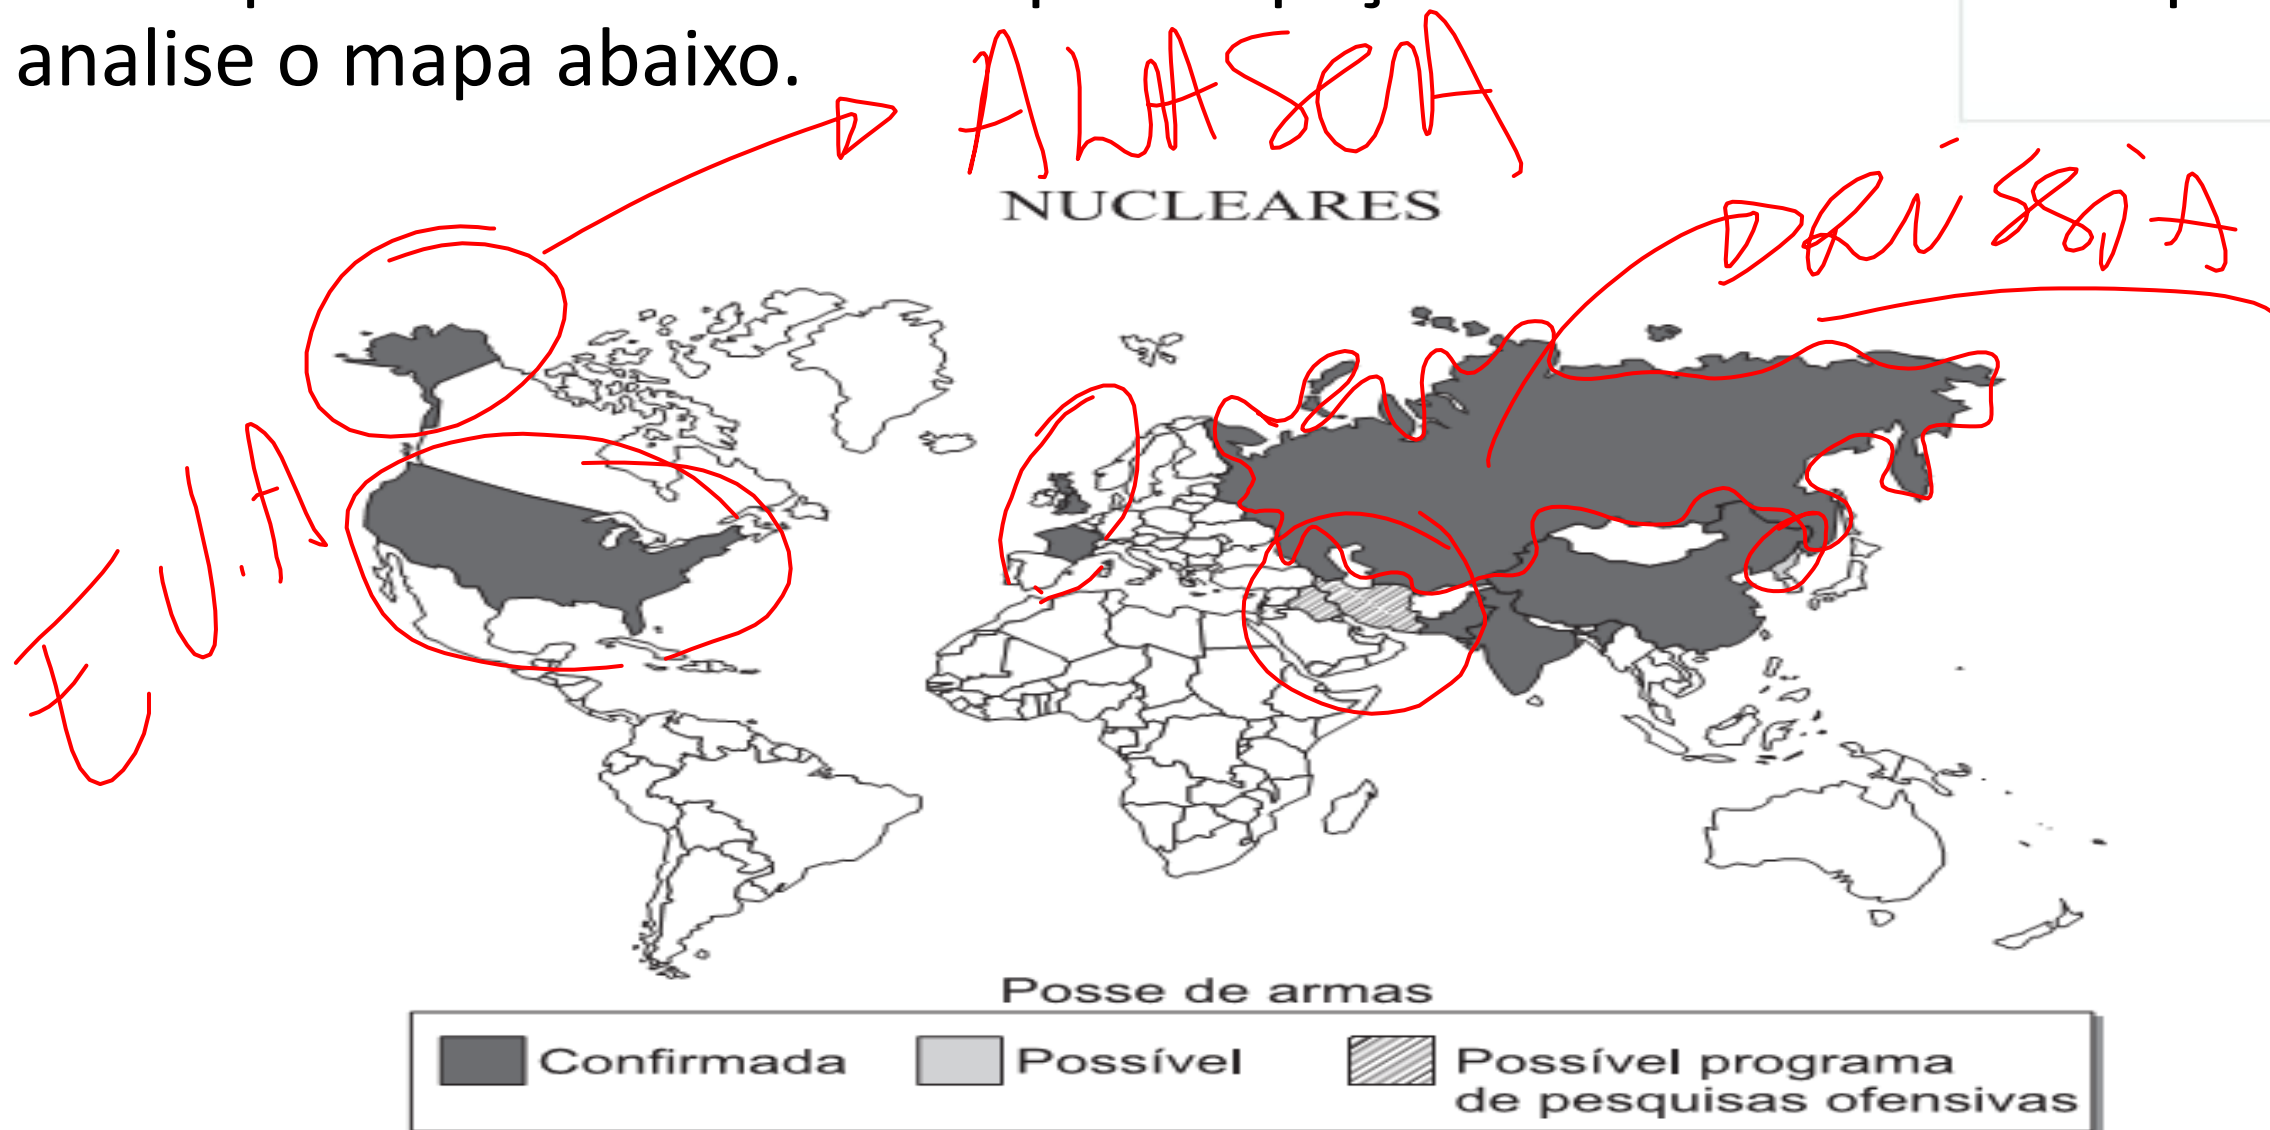 analise o mapa abaixo.
ALASCA
NUCLEARES
RÚSSIA
E.U.A
Posse de armas
Confirmada
Possível
Possível programa
de pesquisas ofensivas